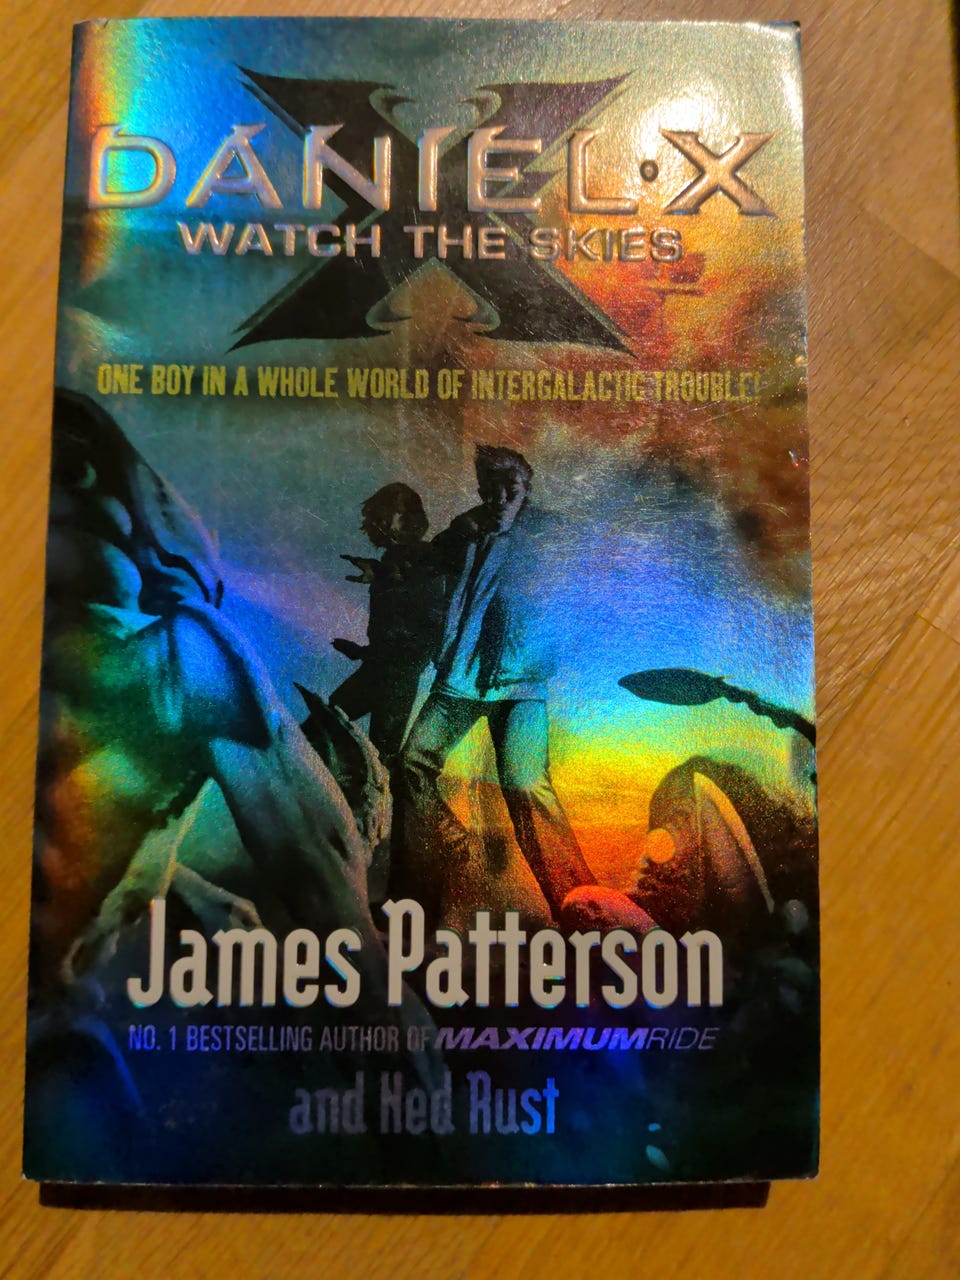 DANIEL·X
WATCH THE SKIES
ONE BOY IN A WHOLE WORLD OF INTERGALACTIC TROUBLE!
James Patterson
NO. 1 BESTSELLING AUTHOR OF MAXIMUMRIDE
and Ned Rust